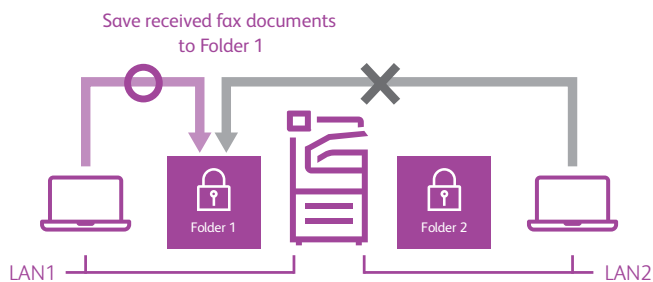 Save received fax documents
to Folder 1
Folder 1
Folder 2
LAN1
LAN2